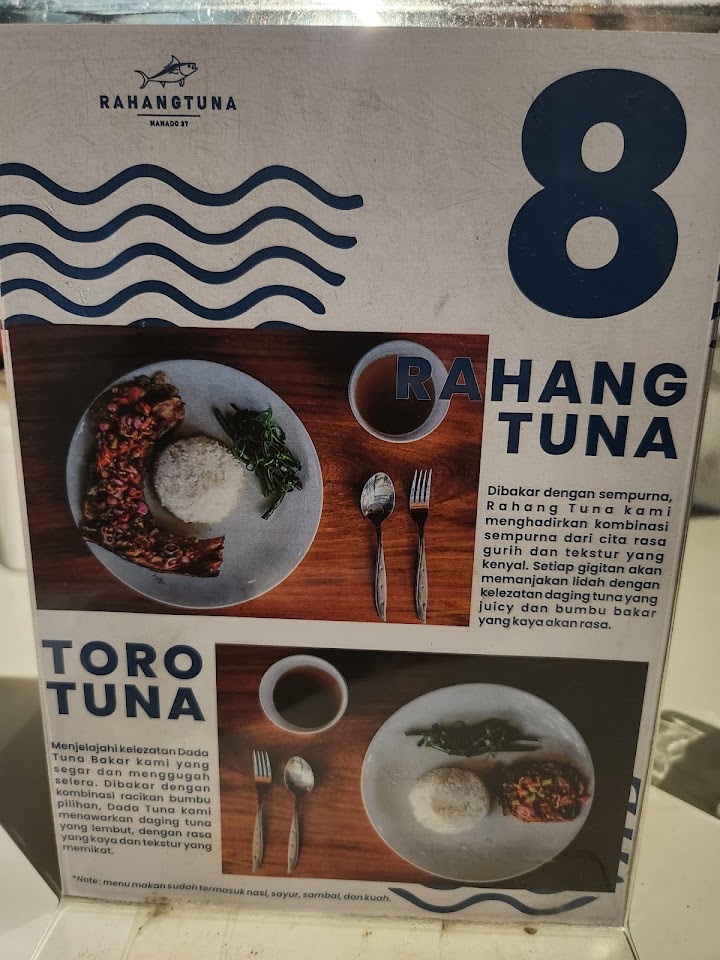 RAHANGTUNA
MANADO 27
8
RAHANG
TUNA
Dibakar dengan sempurna,
Rahang Tuna kami
menghadirkan kombinasi
sempurna dari cita rasa
gurih dan tekstur yang
kenyal. Setiap gigitan akan
memanjakan lidah dengan
kelezatan daging tuna yang
juicy dan bumbu bakar
yang kaya akan rasa.
TORO
TUNA
Menjelajahi kelezatan Dada
Tuna Bakar kami yang
segar dan menggugah
selera. Dibakar dengan
kombinasi racikan bumbu
pilihan, Dada Tuna kami
menawarkan daging tuna
yang lembut, dengan rasa
yang kaya dan tekstur yang
memikat.
*Note : menu makan sudah termasuk nasi, sayur, sambal, dan kuah.